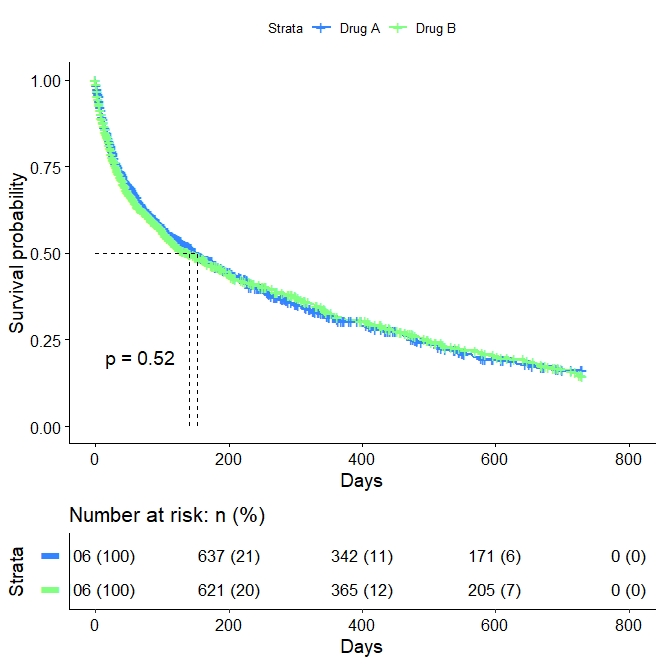 Strata Drug A Drug B
1.00
0.75
0.50
0.25
0.00
Survival probability
p = 0.52
0 200 400 600 800
Days
Number at risk: n (%)
Strata
06 (100) 637 (21) 342 (11) 171 (6) 0 (0)
06 (100) 621 (20) 365 (12) 205 (7) 0 (0)
0 200 400 600 800
Days